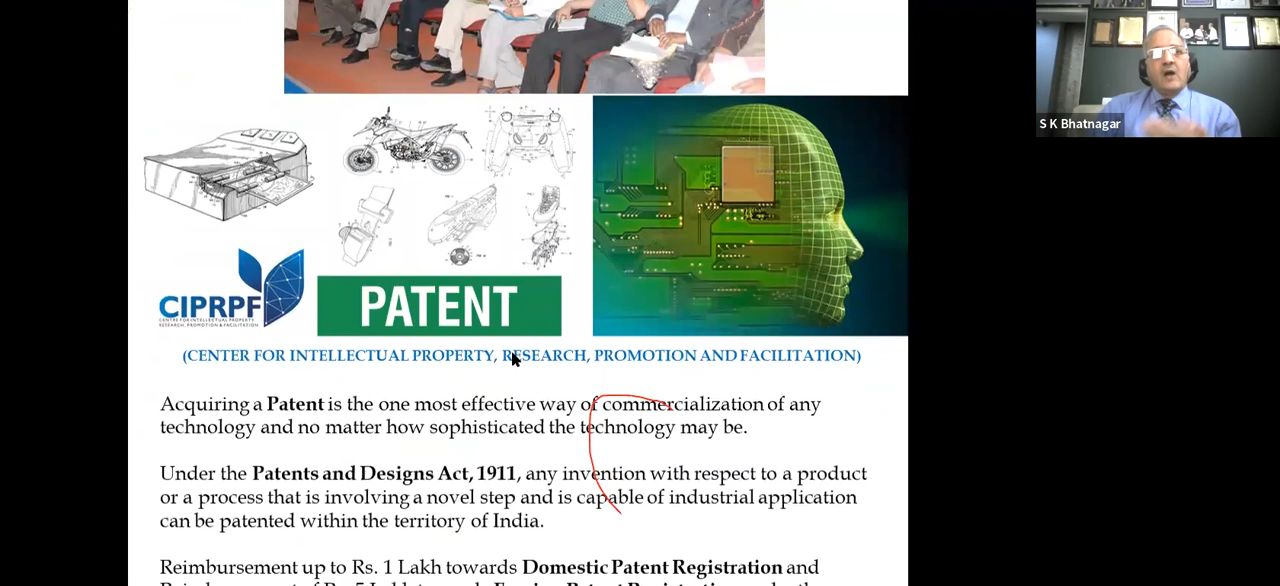 S K Bhatnagar
CIPRPF
CENTRE FOR INTELLECTUAL PROPERTY
RESEARCH, PROMOTION & FACILITATION
PATENT
(CENTER FOR INTELLECTUAL PROPERTY, RESEARCH, PROMOTION AND FACILITATION)
Acquiring a Patent is the one most effective way of commercialization of any
technology and no matter how sophisticated the technology may be.
Under the Patents and Designs Act, 1911, any invention with respect to a product
or a process that is involving a novel step and is capable of industrial application
can be patented within the territory of India.
Reimbursement up to Rs. 1 Lakh towards Domestic Patent Registration and